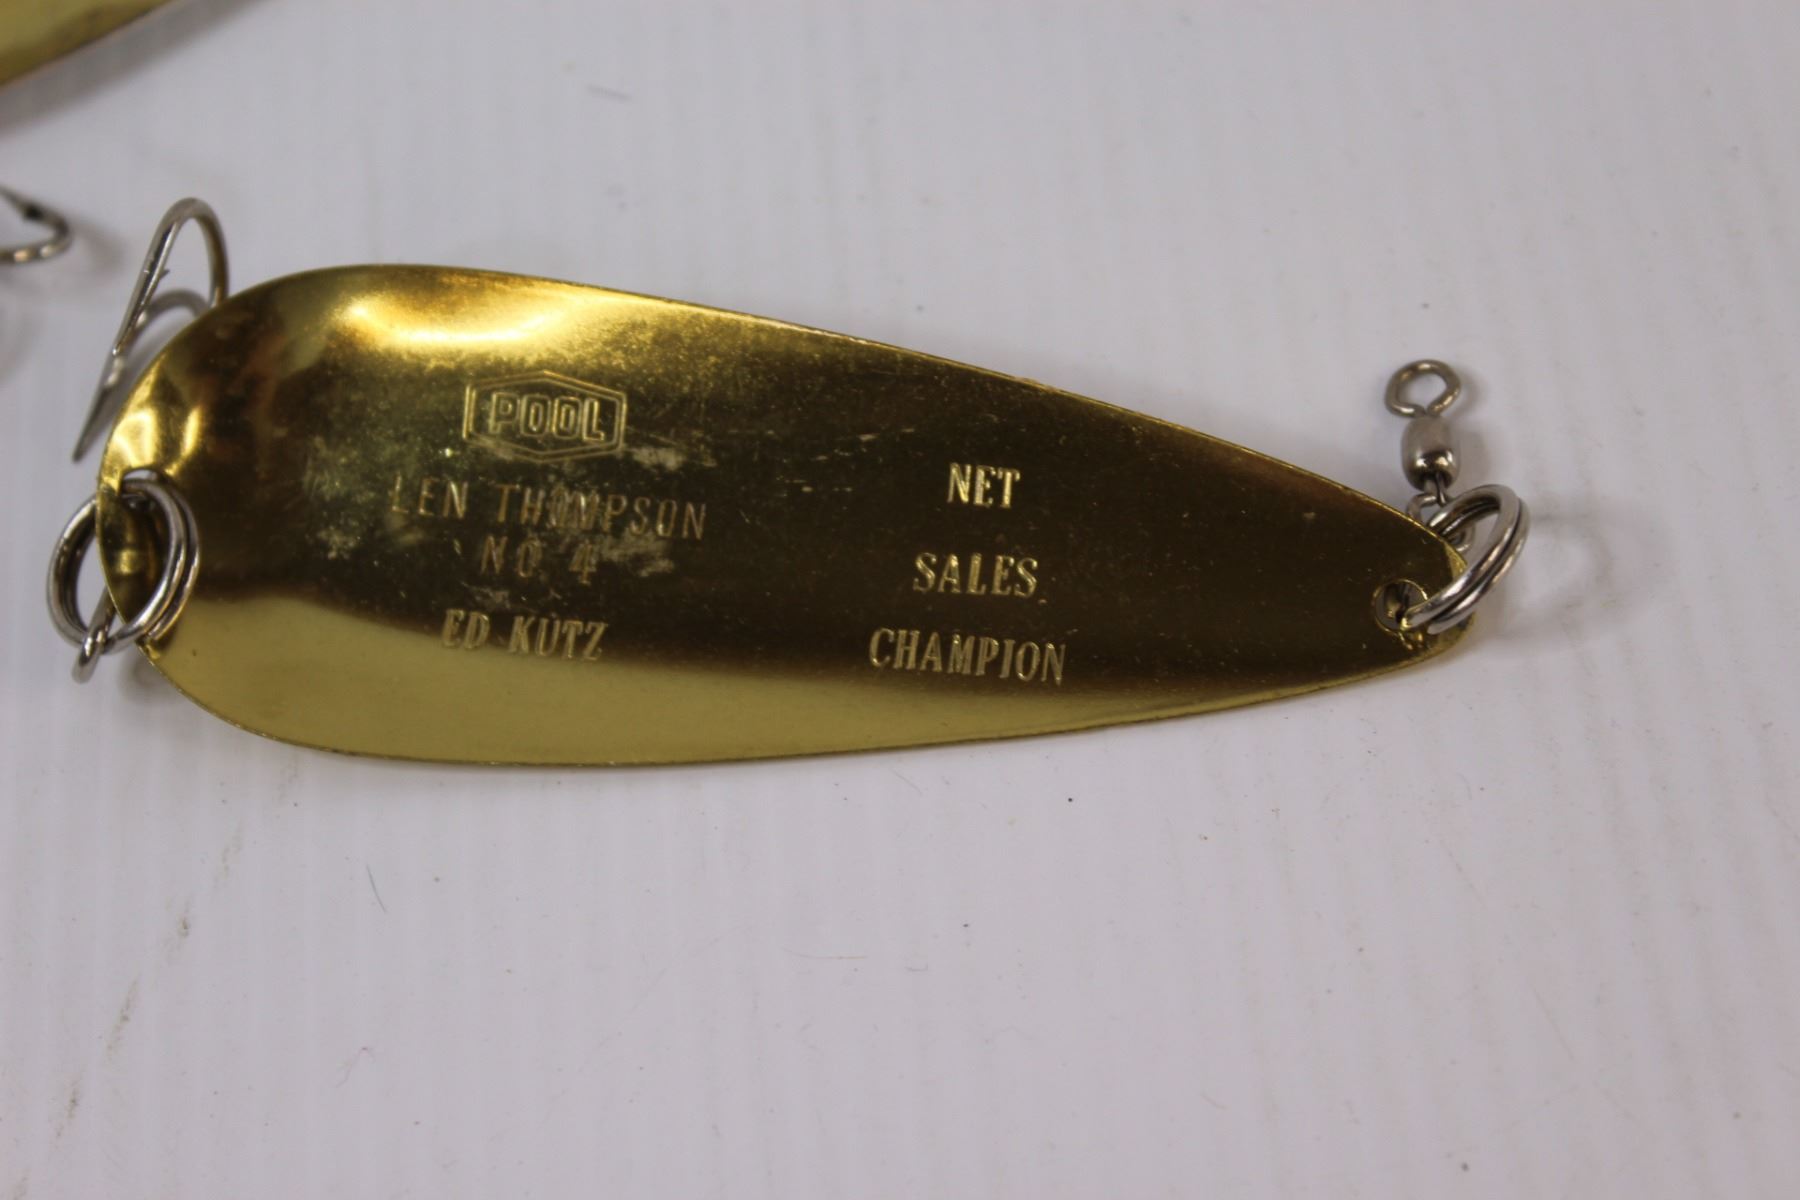 POOL
LEN THOMPSON
NO 4
ED KUTZ
NET
SALES
CHAMPION